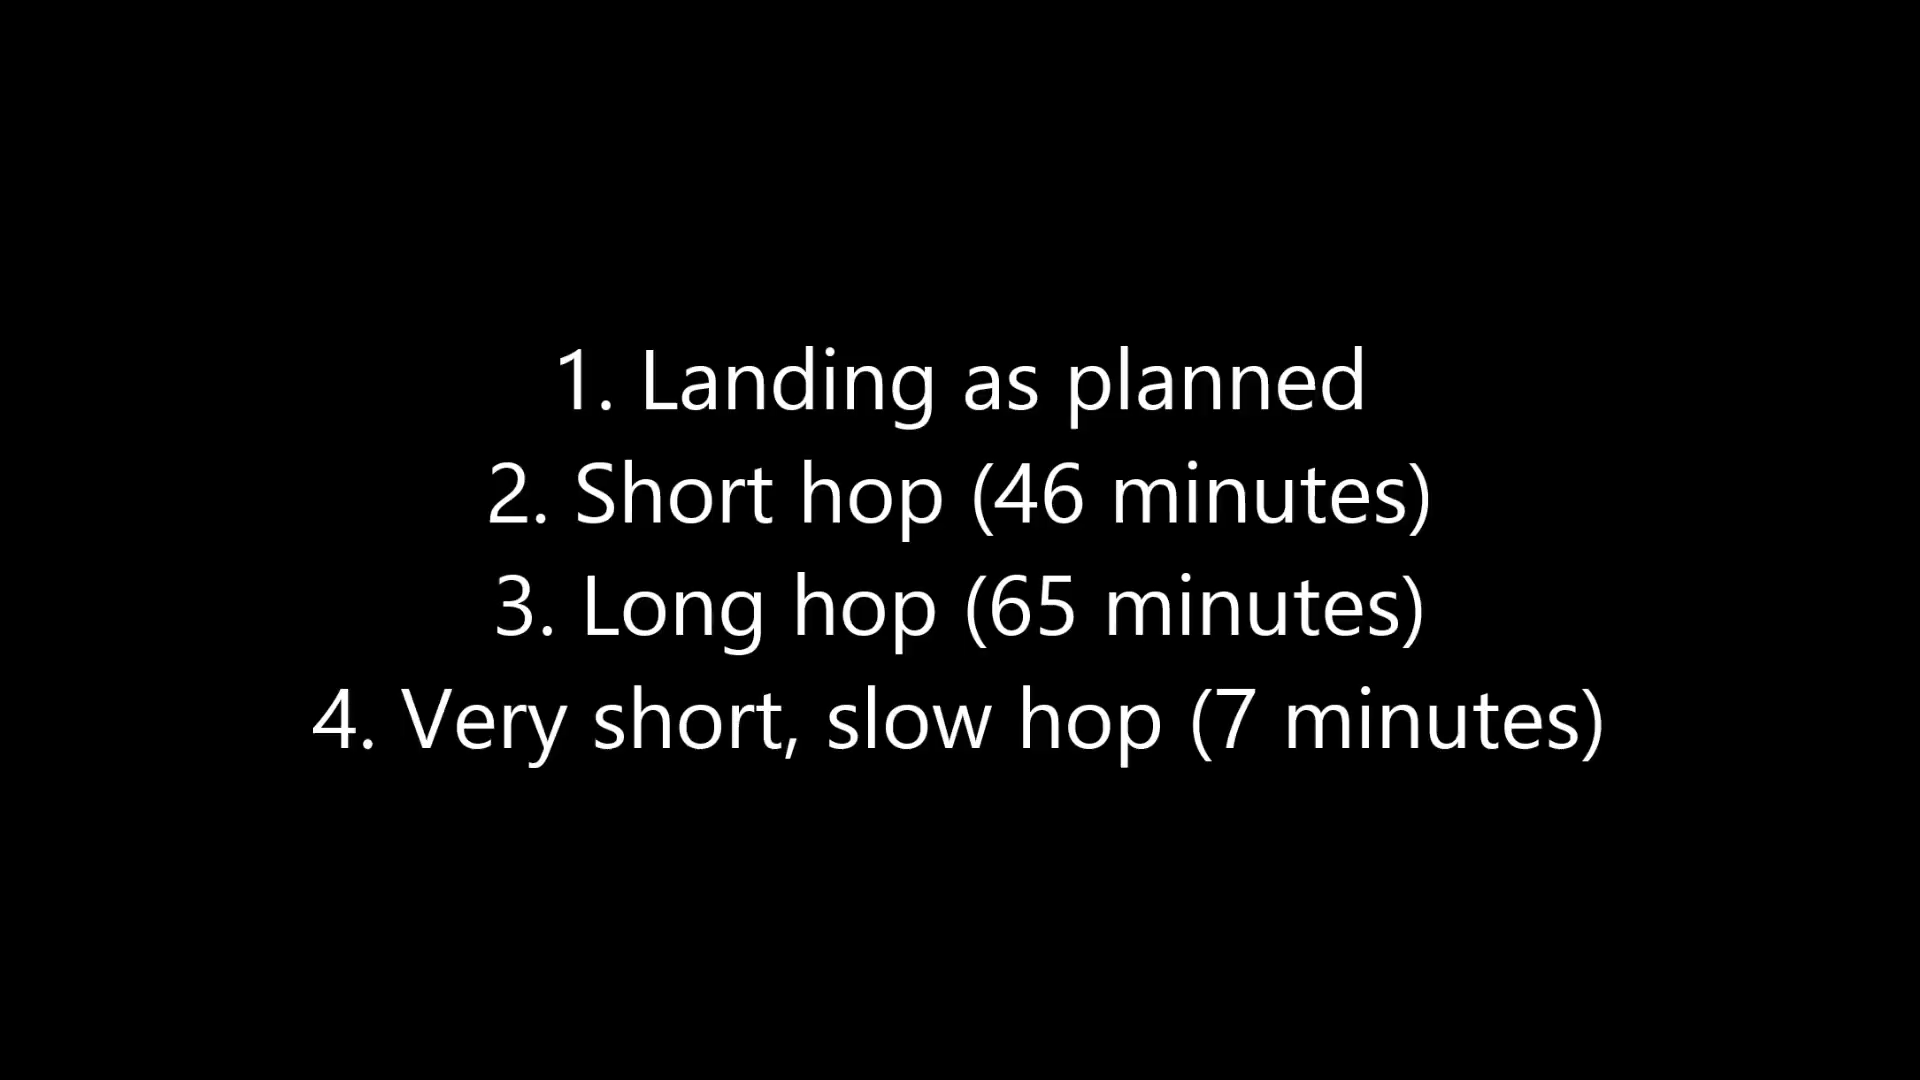 1. Landing as planned
2. Short hop (46 minutes)
3. Long hop (65 minutes)
4. Very short, slow hop (7 minutes)